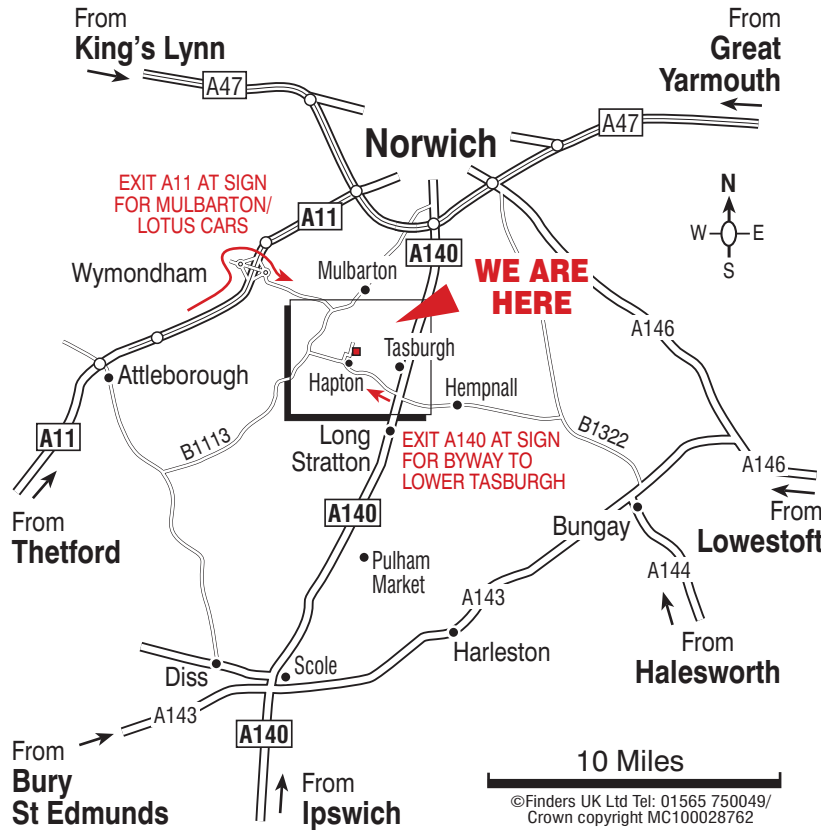 From
King's Lynn
A47
From
Great
Yarmouth
A47
Norwich
EXIT A11 AT SIGN
FOR MULBARTON/
LOTUS CARS
A11
N
W
E
S
A140
Wymondham
Mulbarton
WE ARE
HERE
A146
Tasburgh
Hapton
Attleborough
Hempnall
A11
B1113
Long
Stratton
EXIT A140 AT SIGN
FOR BYWAY TO
LOWER TASBURGH
B1322
A146
From
Thetford
A140
Bungay
From
Lowestoft
Pulham
Market
A144
A143
From
Halesworth
Harleston
Diss
Scole
A143
A140
From
Bury
St Edmunds
From
Ipswich
10 Miles
©Finders UK Ltd Tel: 01565 750049/
Crown copyright MC100028762